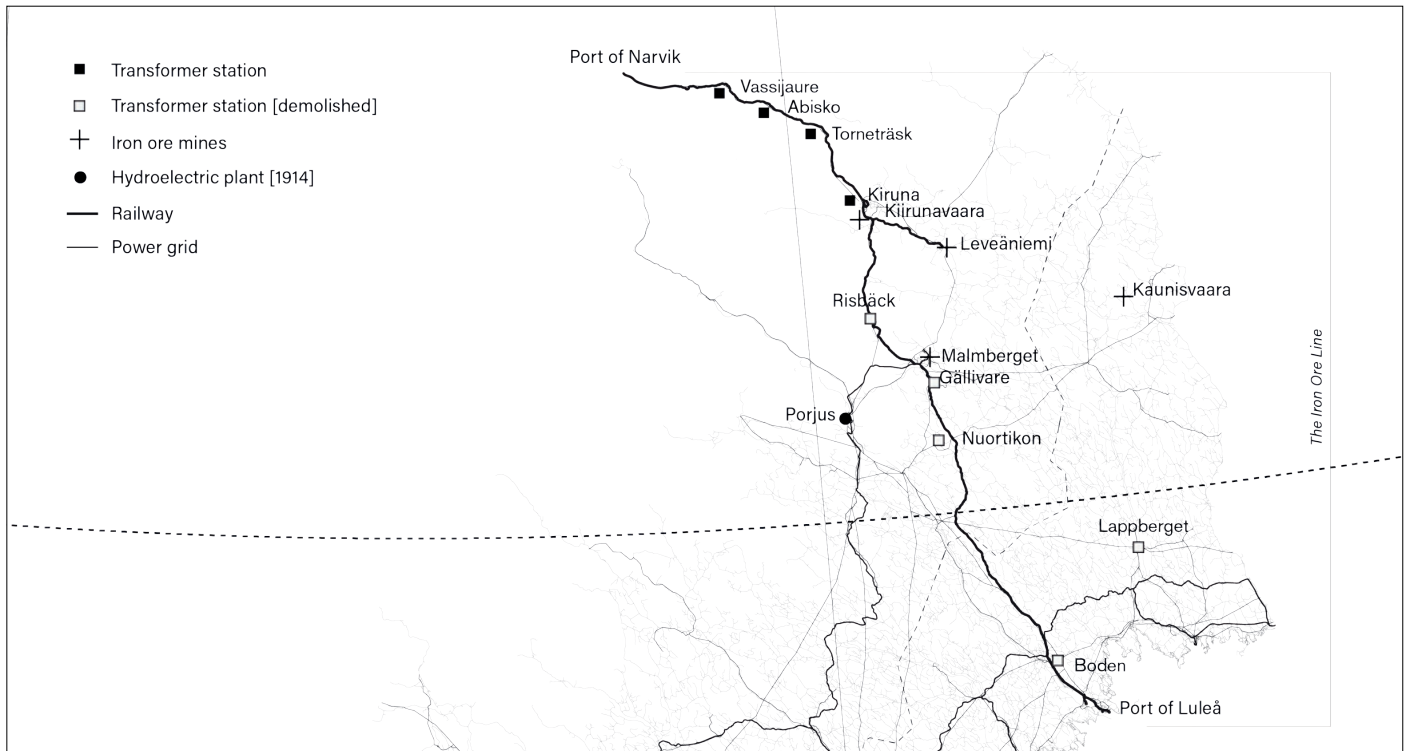 Transformer station
Transformer station [demolished]
Iron ore mines
Hydroelectric plant [1914]
Railway
Power grid
Port of Narvik
Vassijaure
Abisko
Torneträsk
Kiruna
Kiirunavaara
Leveäniemi
Kaunisvaara
Risbäck
Malmberget
Gällivare
Porjus
Nuortikon
The Iron Ore Line
Lappberget
Boden
Port of Luleå